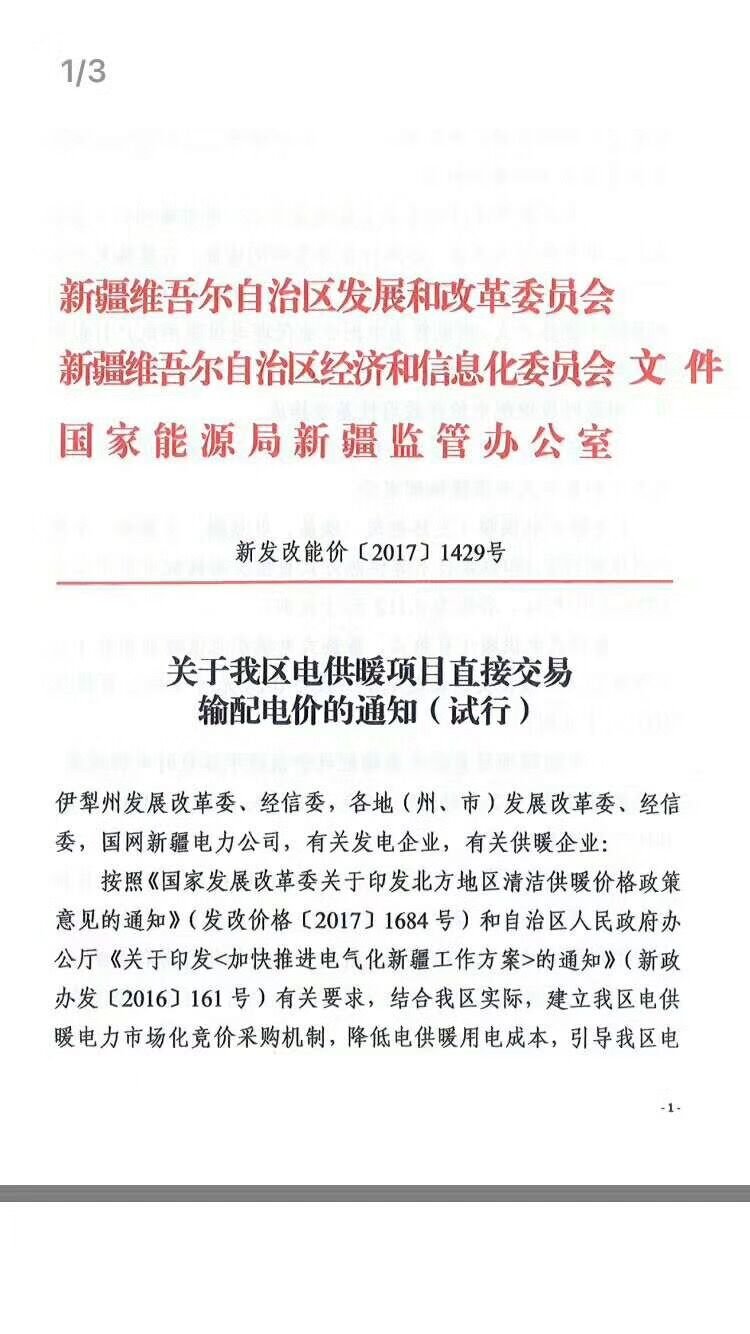 1/3
新疆维吾尔自治区发展和改革委员会
新疆维吾尔自治区经济和信息化委员会 文件
国家能源局新疆监管办公室
新发改能价〔2017〕1429号
关于我区电供暖项目直接交易
输配电价的通知（试行）
伊犁州发展改革委、经信委，各地（州、市）发展改革委、经信
委，国网新疆电力公司，有关发电企业，有关供暖企业：
按照《国家发展改革委关于印发北方地区清洁供暖价格政策
意见的通知》（发改价格〔2017〕1684 号）和自治区人民政府办
公厅《关于印发<加快推进电气化新疆工作方案>的通知》（新政
办发〔2016〕161 号）有关要求，结合我区实际，建立我区电供
暖电力市场化竞价采购机制，降低电供暖用电成本，引导我区电
- 1 -